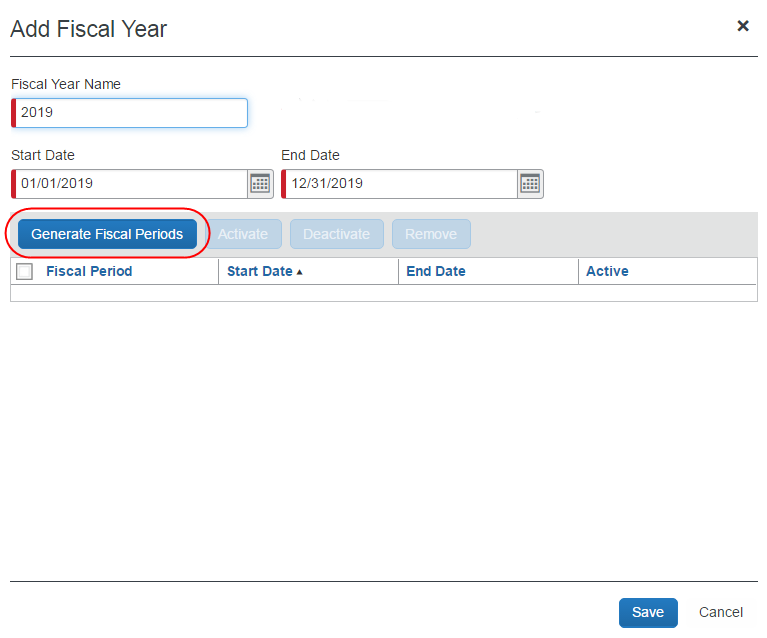 Add Fiscal Year ×
Fiscal Year Name
2019
Start Date End Date
01/01/2019 12/31/2019
Generate Fiscal Periods Activate Deactivate Remove
Fiscal Period Start Date ▲ End Date Active
Save Cancel